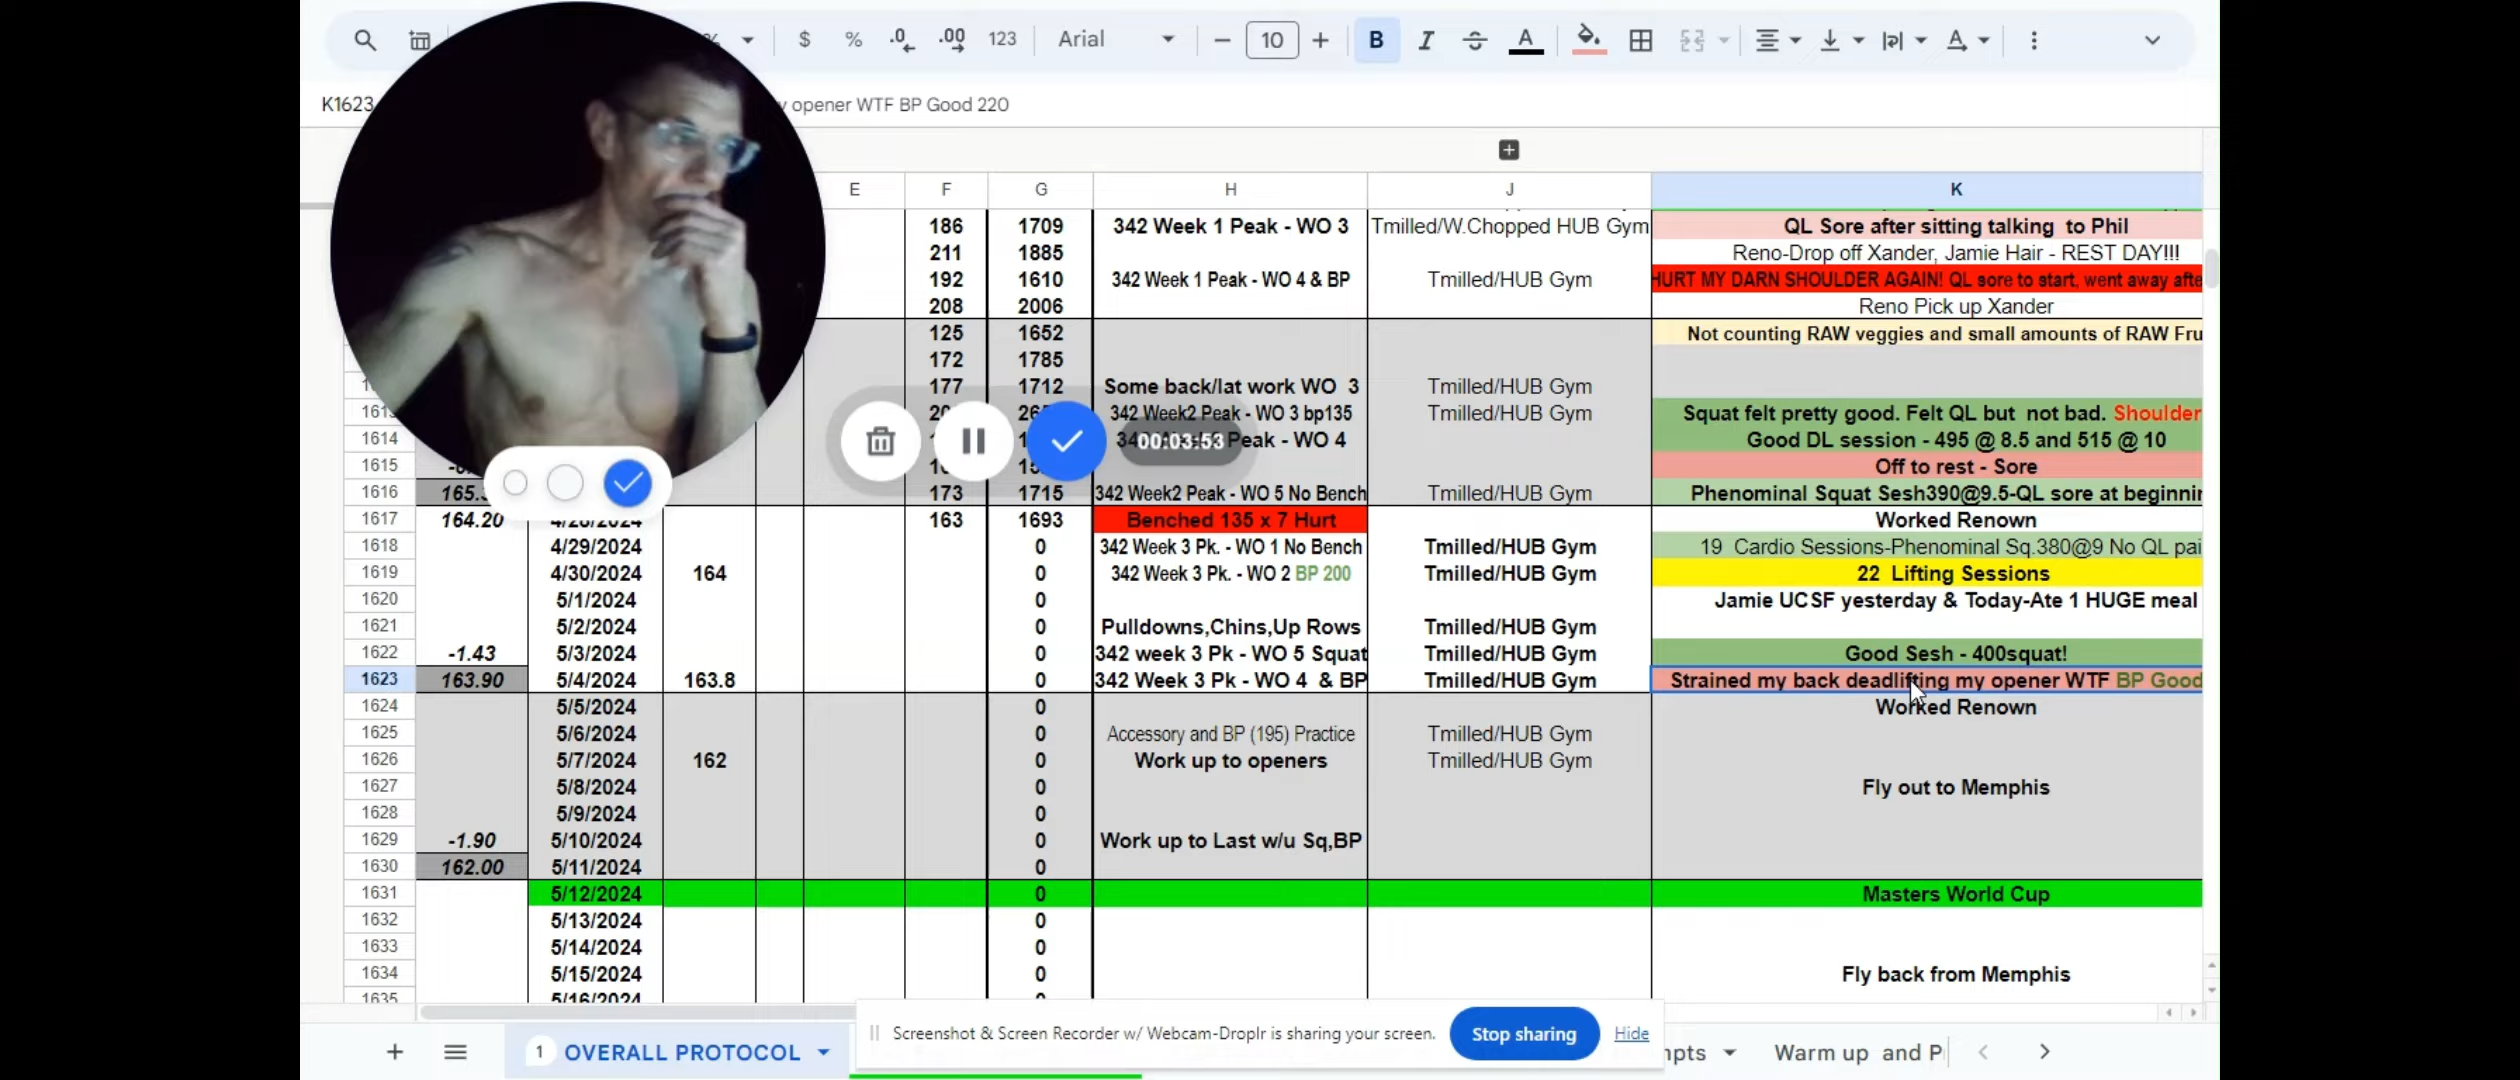 % $ % .0 .00 123 Arial 10 B I A A
K1623 opener WTF BP Good 220
E F G H J K
186 1709 342 Week 1 Peak - WO 3 Tmilled/W.Chopped HUB Gym QL Sore after sitting talking to Phil
211 1885 Reno-Drop off Xander, Jamie Hair - REST DAY!!!
192 1610 342 Week 1 Peak - WO 4 & BP Tmilled/HUB Gym HURT MY DARN SHOULDER AGAIN! QL sore to start, went away afte
208 2006 Reno Pick up Xander
125 1652 Not counting RAW veggies and small amounts of RAW Fru
172 1785
177 1712 Some back/lat work WO 3 Tmilled/HUB Gym
342 Week2 Peak - WO 3 bp135 Tmilled/HUB Gym Squat felt pretty good. Felt QL but not bad. Shoulder
1614 Peak - WO 4 Good DL session - 495 @ 8.5 and 515 @ 10
1615 Off to rest - Sore
1616 173 1715 342 Week2 Peak - WO 5 No Bench Tmilled/HUB Gym Phenominal Squat Sesh390@9.5-QL sore at beginnin
00:03:53
1617 164.20 163 1693 Benched 135 x 7 Hurt Worked Renown
1618 4/29/2024 0 342 Week 3 Pk. - WO 1 No Bench Tmilled/HUB Gym 19 Cardio Sessions-Phenominal Sq.380@9 No QL pai
1619 4/30/2024 164 0 342 Week 3 Pk. - WO 2 BP 200 Tmilled/HUB Gym 22 Lifting Sessions
1620 5/1/2024 0 Jamie UCSF yesterday & Today-Ate 1 HUGE meal
1621 5/2/2024 0 Pulldowns,Chins,Up Rows Tmilled/HUB Gym
1622 -1.43 5/3/2024 0 342 week 3 Pk - WO 5 Squat Tmilled/HUB Gym Good Sesh - 400squat!
1623 163.90 5/4/2024 163.8 0 342 Week 3 Pk - WO 4 & BP Tmilled/HUB Gym Strained my back deadlifting my opener WTF BP Good
1624 5/5/2024 0 Worked Renown
1625 5/6/2024 0 Accessory and BP (195) Practice Tmilled/HUB Gym
1626 5/7/2024 162 0 Work up to openers Tmilled/HUB Gym
1627 5/8/2024 0 Fly out to Memphis
1628 5/9/2024 0
1629 -1.90 5/10/2024 0 Work up to Last w/u Sq,BP
1630 162.00 5/11/2024 0
1631 5/12/2024 0 Masters World Cup
1632 5/13/2024 0
1633 5/14/2024 0
1634 5/15/2024 0 Fly back from Memphis
1635 5/16/2024
Screenshot & Screen Recorder w/ Webcam-Droplr is sharing your screen. Stop sharing Hide
1 OVERALL PROTOCOL mpts Warm up and P